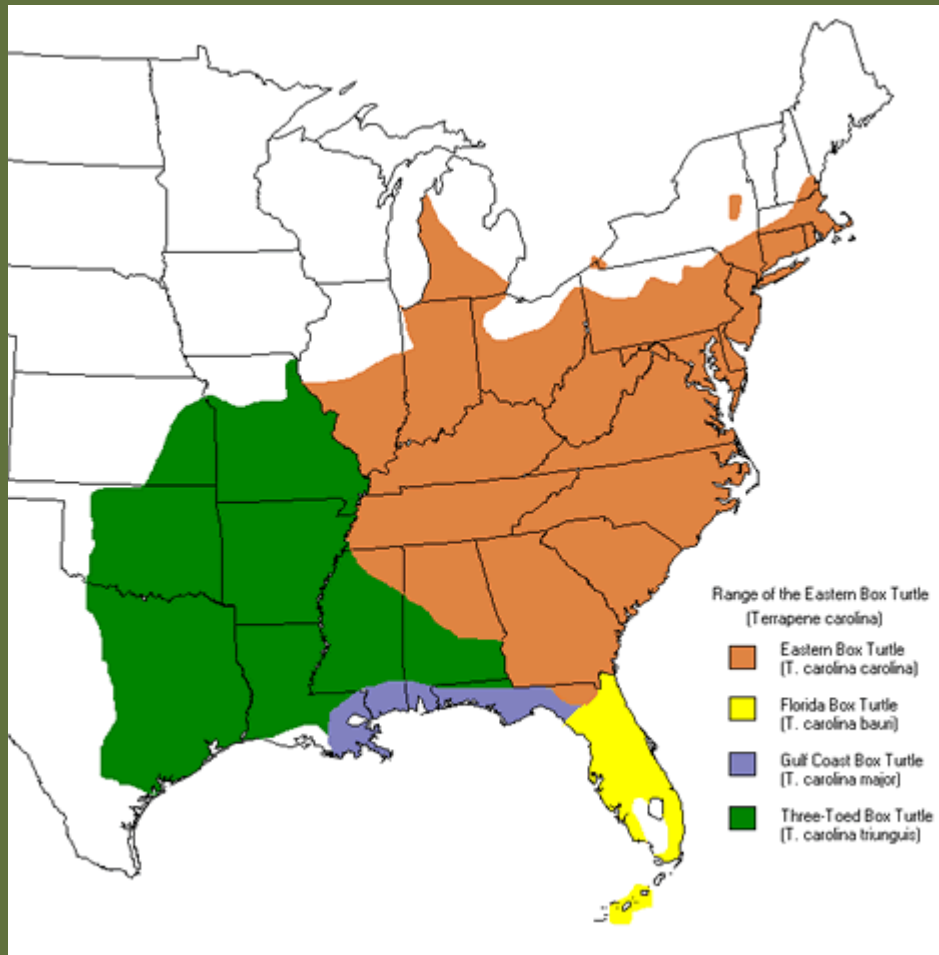 Range of the Eastern Box Turtle
(Terrapene carolina)
Eastern Box Turtle
(T. carolina carolina)
Florida Box Turtle
(T. carolina bauri)
Gulf Coast Box Turtle
(T. carolina major)
Three-Toed Box Turtle
(T. carolina triunguis)